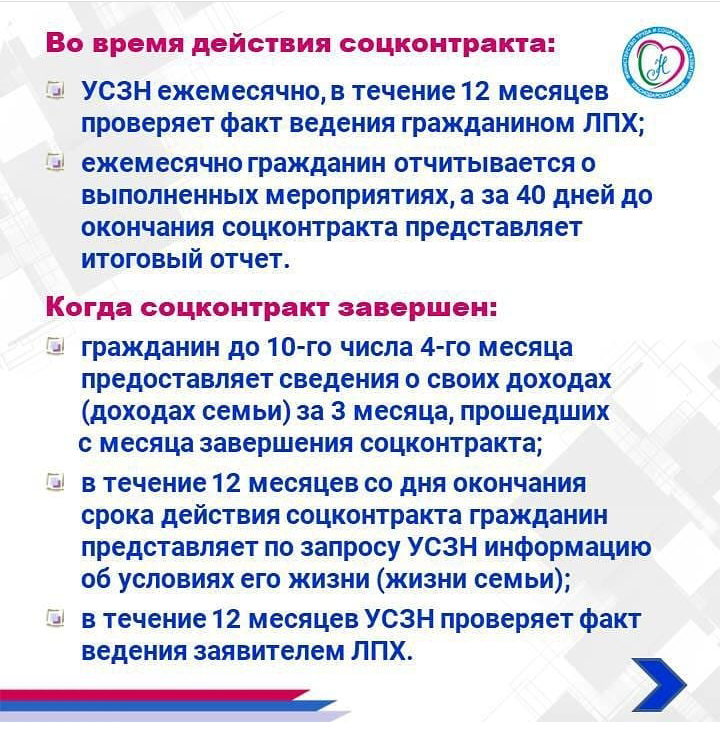 Во время действия соцконтракта:
УСЗН ежемесячно, в течение 12 месяцев
проверяет факт ведения гражданином ЛПХ;
ежемесячно гражданин отчитывается о
выполненных мероприятиях, а за 40 дней до
окончания соцконтракта представляет
итоговый отчет.
Когда соцконтракт завершен:
гражданин до 10-го числа 4-го месяца
предоставляет сведения о своих доходах
(доходах семьи) за 3 месяца, прошедших
с месяца завершения соцконтракта;
в течение 12 месяцев со дня окончания
срока действия соцконтракта гражданин
представляет по запросу УСЗН информацию
об условиях его жизни (жизни семьи);
в течение 12 месяцев УСЗН проверяет факт
ведения заявителем ЛПХ.